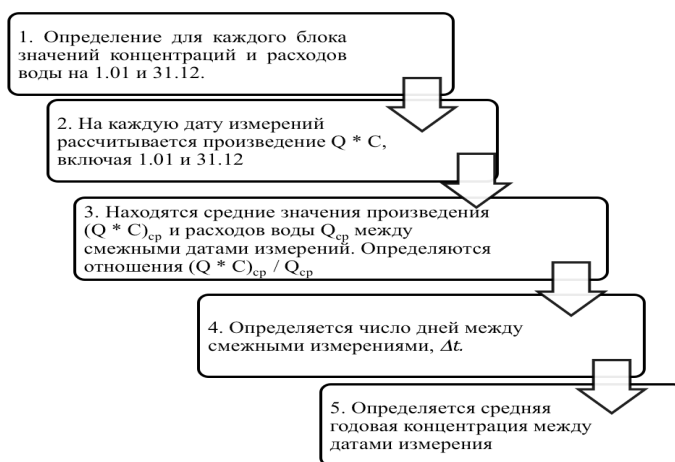 1. Определение для каждого блока
значений концентраций и расходов
воды на 1.01 и 31.12.
2. На каждую дату измерений
рассчитывается произведение Q * C,
включая 1.01 и 31.12
3. Находятся средние значения произведения
(Q * C)ср и расходов воды Qср между
смежными датами измерений. Определяются
отношения (Q * C)ср / Qср
4. Определяется число дней между
смежными измерениями, Δt.
5. Определяется средняя
годовая концентрация между
датами измерения